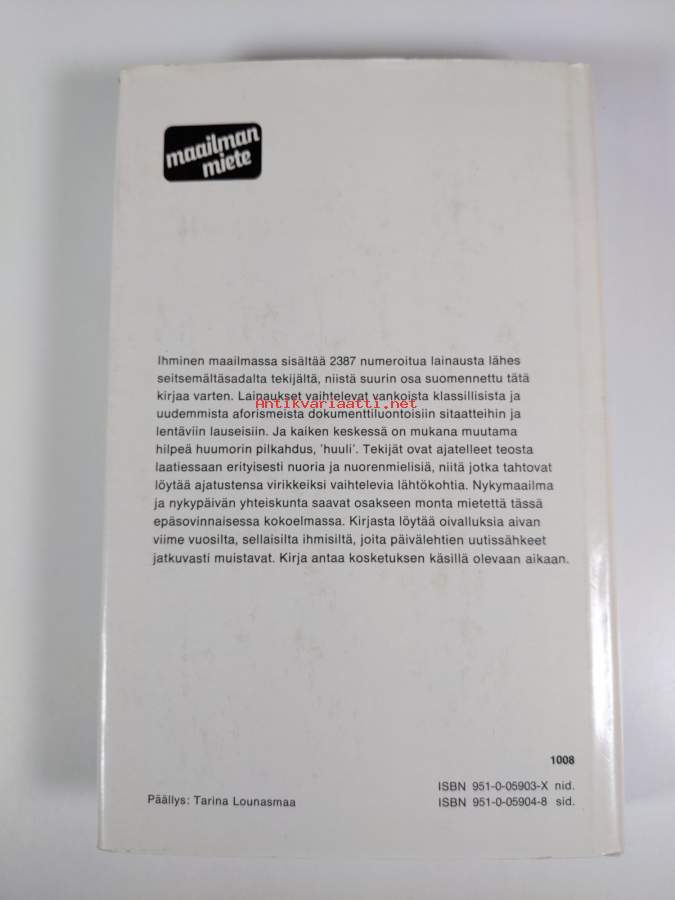 maailman
miete
Ihminen maailmassa sisältää 2387 numeroitua lainausta lähes
seitsemältäsadalta tekijältä, niistä suurin osa suomennettu tätä
kirjaa varten. Lainaukset vaihtelevat vankoista klassillisista ja
uudemmista aforismeista dokumenttiluontoisiin sitaatteihin ja
Antikvariaatti.net
lentäviin lauseisiin. Ja kaiken keskessä on mukana muutama
hilpeä huumorin pilkahdus, 'huuli'. Tekijät ovat ajatelleet teosta
laatiessaan erityisesti nuoria ja nuorenmielisiä, niitä jotka tahtovat
löytää ajatustensa virikkeiksi vaihtelevia lähtökohtia. Nykymaailma
ja nykypäivän yhteiskunta saavat osakseen monta mietettä tässä
epäsovinnaisessa kokoelmassa. Kirjasta löytää oivalluksia aivan
viime vuosilta, sellaisilta ihmisiltä, joita päivälehtien uutissähkeet
jatkuvasti muistavat. Kirja antaa kosketuksen käsillä olevaan aikaan.
1008
ISBN 951-0-05903-X nid.
Päällys: Tarina Lounasmaa
ISBN 951-0-05904-8 sid.